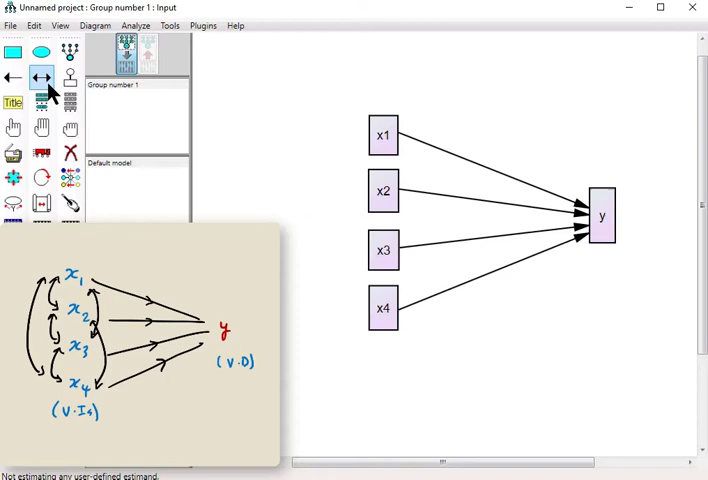 Unnamed project : Group number 1 : Input
File Edit View Diagram Analyze Tools Plugins Help
Title
Group number 1
Default model
x1
x2
x3
x4
y
x1
x2
x3
x4
(V.Is)
y
(V.D)
Not estimating any user-defined estimand.